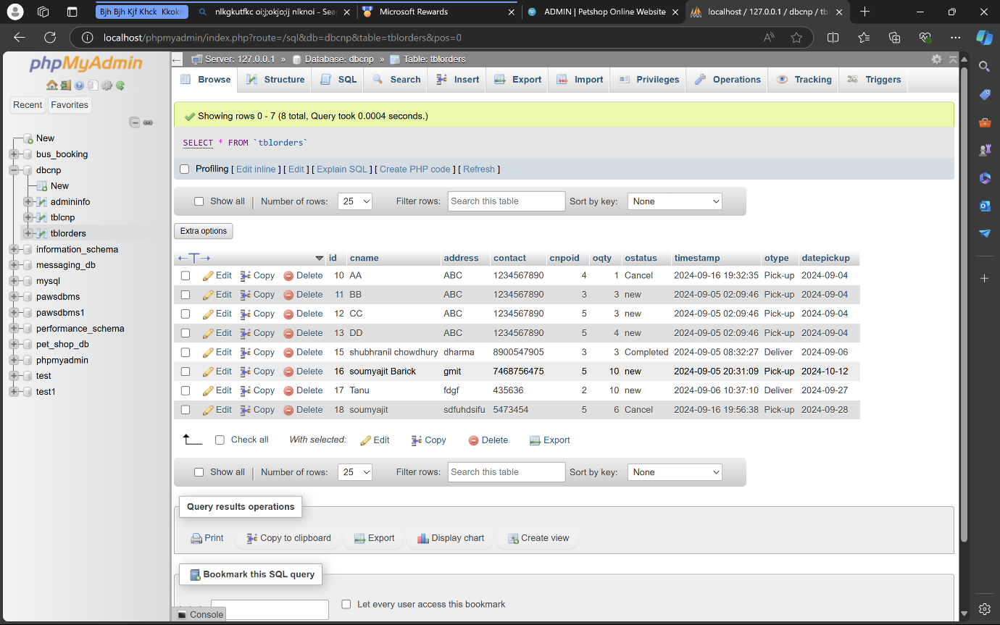 Bjh Bjh Kjf Khck Kkokn
nlkgkutfkc oi;j;okjo;ij nlknoi - Sear
Microsoft Rewards
ADMIN | Petshop Online Website
localhost / 127.0.0.1 / dbcnp / tbl
localhost/phpmyadmin/index.php?route=/sql&db=dbcnp&table=tblorders&pos=0
phpMyAdmin
Recent
Favorites
New
bus_booking
dbcnp
New
admininfo
tblcnp
tblorders
information_schema
messaging_db
mysql
pawsdbms
pawsdbms1
performance_schema
pet_shop_db
phpmyadmin
test
test1
Server: 127.0.0.1 » Database: dbcnp » Table: tblorders
Browse Structure SQL Search Insert Export Import Privileges Operations Tracking Triggers
Showing rows 0 - 7 (8 total, Query took 0.0004 seconds.)
SELECT * FROM `tblorders`
Profiling [ Edit inline ] [ Edit ] [ Explain SQL ] [ Create PHP code ] [ Refresh ]
Show all | Number of rows: 25 Filter rows: Search this table Sort by key: None
Extra options
id cname address contact cnpoid oqty ostatus timestamp otype datepickup
Edit Copy Delete 10 AA ABC 1234567890 4 1 Cancel 2024-09-16 19:32:35 Pick-up 2024-09-04
Edit Copy Delete 11 BB ABC 1234567890 3 3 new 2024-09-05 02:09:46 Pick-up 2024-09-04
Edit Copy Delete 12 CC ABC 1234567890 5 3 new 2024-09-05 02:09:46 Pick-up 2024-09-04
Edit Copy Delete 13 DD ABC 1234567890 5 4 new 2024-09-05 02:09:46 Pick-up 2024-09-04
Edit Copy Delete 15 shubhranil chowdhury dharma 8900547905 3 3 Completed 2024-09-05 08:32:27 Deliver 2024-09-06
Edit Copy Delete 16 soumyajit Barick gmit 7468756475 5 10 new 2024-09-05 20:31:09 Pick-up 2024-10-12
Edit Copy Delete 17 Tanu fdgf 435636 2 10 new 2024-09-06 10:37:10 Deliver 2024-09-27
Edit Copy Delete 18 soumyajit sdfuhdsifu 5473454 5 6 Cancel 2024-09-16 19:56:38 Pick-up 2024-09-28
Check all With selected: Edit Copy Delete Export
Show all | Number of rows: 25 Filter rows: Search this table Sort by key: None
Query results operations
Print Copy to clipboard Export Display chart Create view
Bookmark this SQL query
Let every user access this bookmark
Console